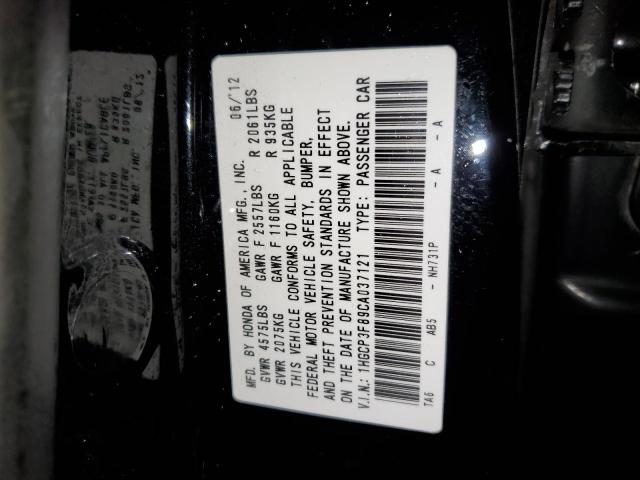 MFD. BY HONDA OF AMERICA MFG., INC. 06/12
GVWR 4575LBS GAWR F 2557LBS R 2061LBS
GVWR 2075KG GAWR F 1160KG R 935KG
THIS VEHICLE CONFORMS TO ALL APPLICABLE
FEDERAL MOTOR VEHICLE SAFETY, BUMPER,
AND THEFT PREVENTION STANDARDS IN EFFECT
ON THE DATE OF MANUFACTURE SHOWN ABOVE.
V.I.N.: 1HGCP3F89CA037121 TYPE: PASSENGER CAR
TA6 C AB5 - NH731P - A - A